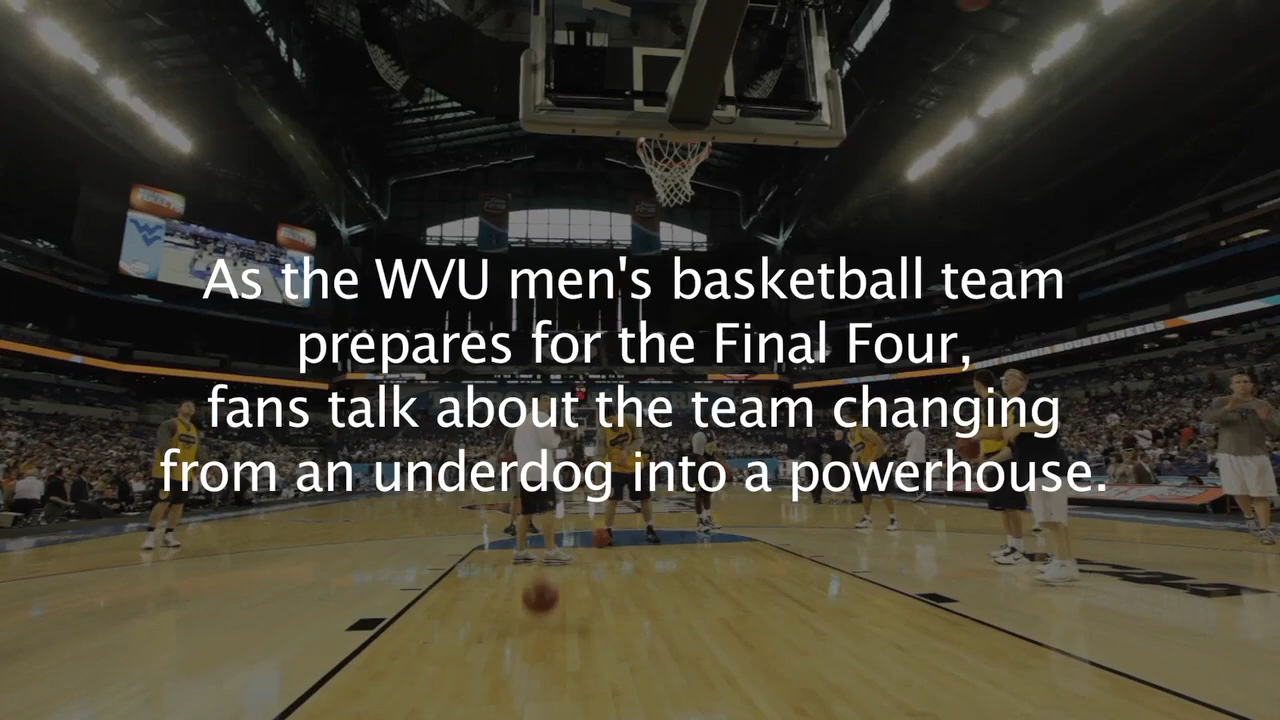 As the WVU men's basketball team
prepares for the Final Four,
fans talk about the team changing
from an underdog into a powerhouse.
MOUNTAINEERS